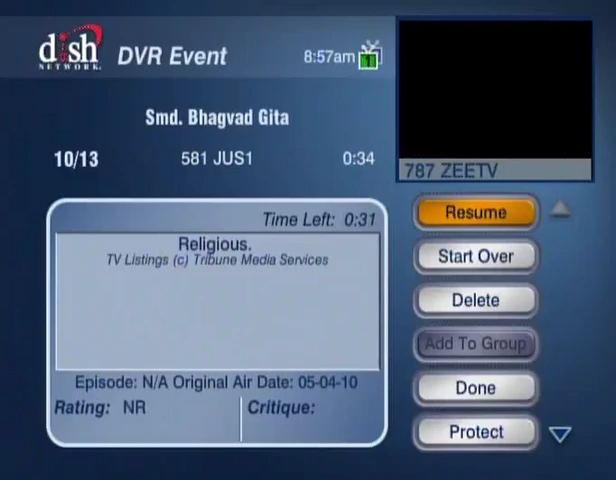 dish
NETWORK
DVR Event
8:57am
1
Smd. Bhagvad Gita
10/13 581 JUS1 0:34
787 ZEETV
Time Left: 0:31
Religious.
TV Listings (c) Tribune Media Services
Episode: N/A Original Air Date: 05-04-10
Rating: NR
Critique:
Resume
Start Over
Delete
Add To Group
Done
Protect